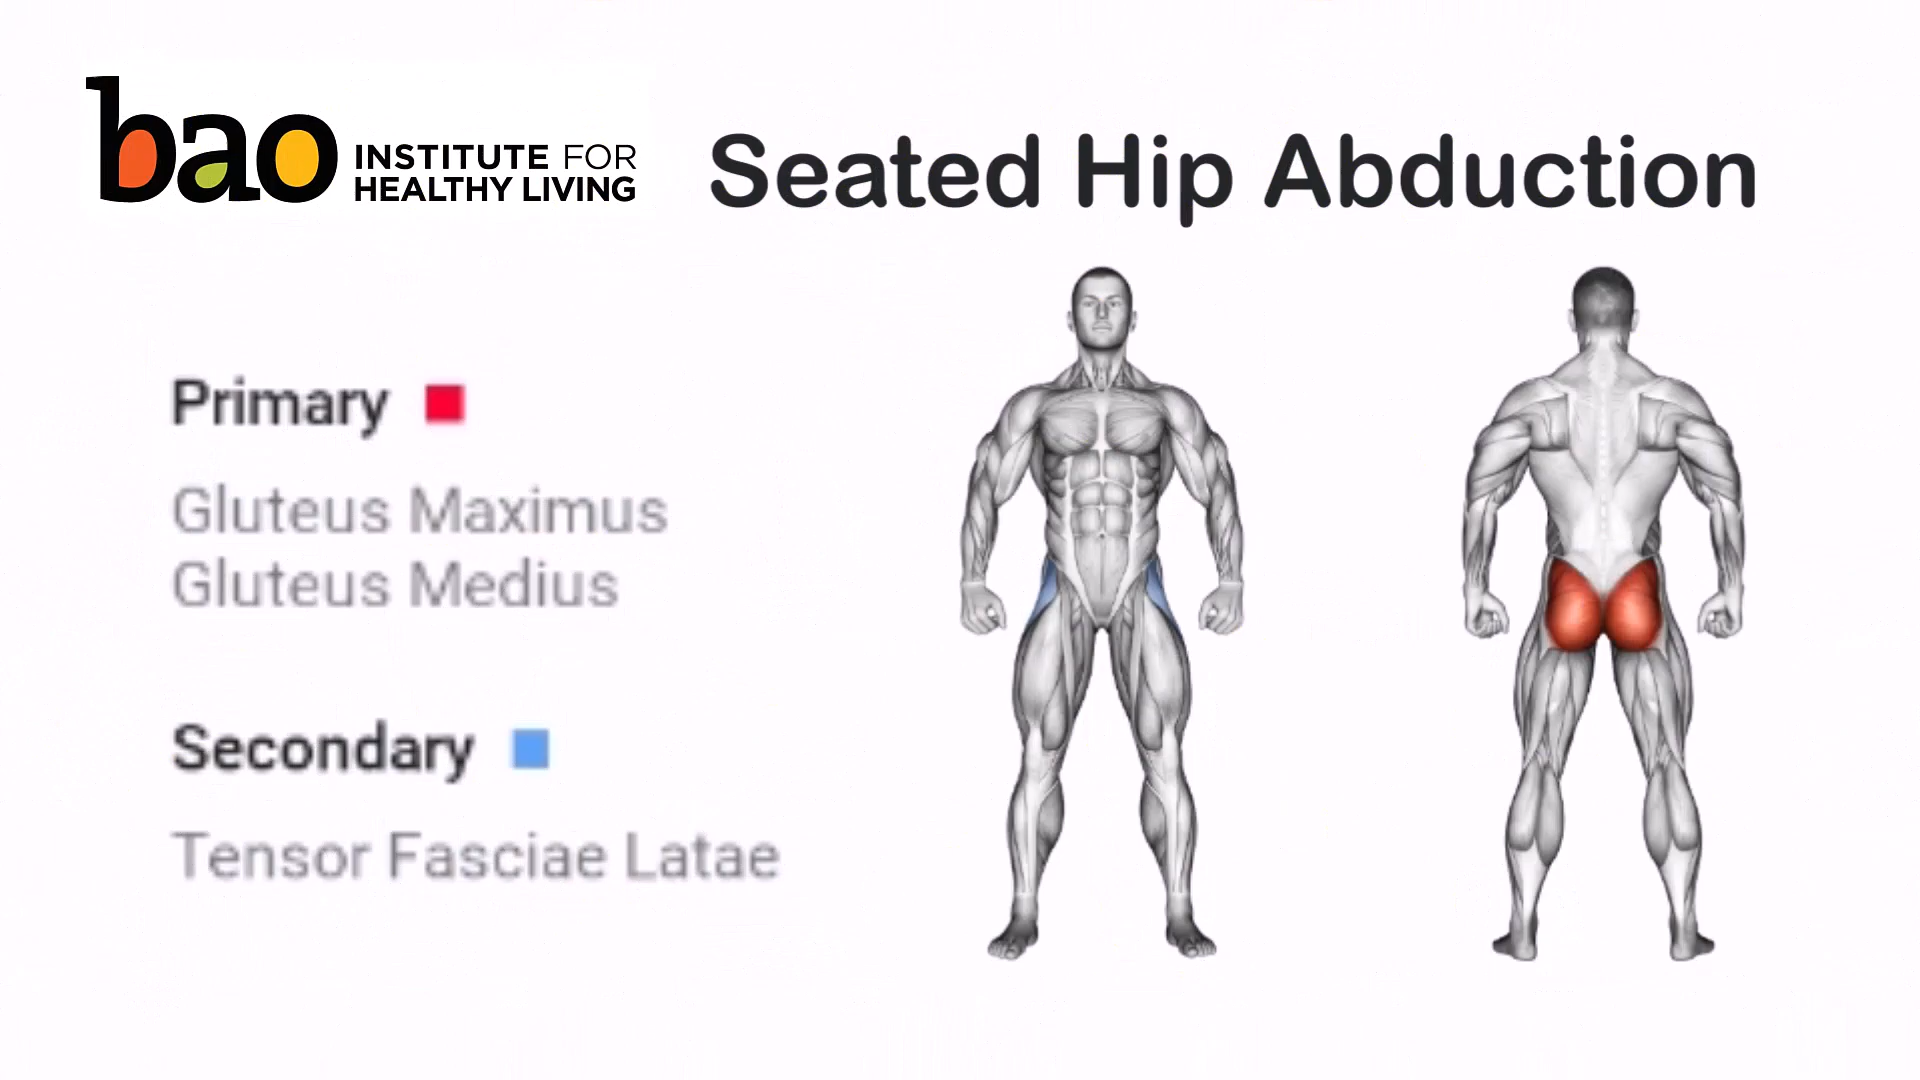 bao INSTITUTE FOR
HEALTHY LIVING
Seated Hip Abduction
Primary
Gluteus Maximus
Gluteus Medius
Secondary
Tensor Fasciae Latae